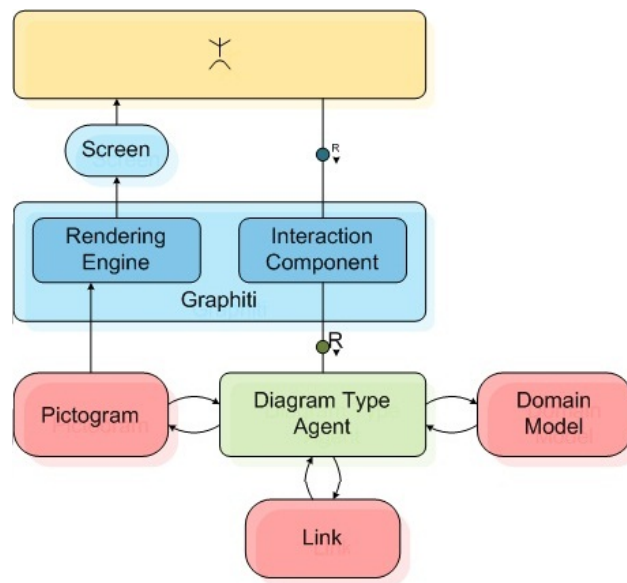 Screen
R
Rendering
Engine
Interaction
Component
Graphiti
R
Pictogram
Diagram Type
Agent
Domain
Model
Link